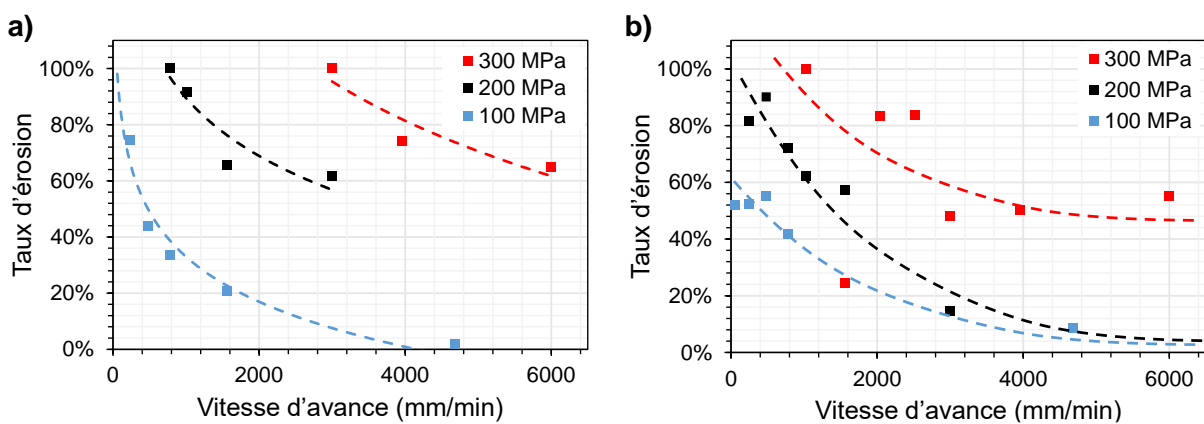 a)
Taux d'érosion
100%
80%
60%
40%
20%
0%
0 2000 4000 6000
Vitesse d'avance (mm/min)
300 MPa
200 MPa
100 MPa
b)
Taux d'érosion
100%
80%
60%
40%
20%
0%
0 2000 4000 6000
Vitesse d'avance (mm/min)
300 MPa
200 MPa
100 MPa